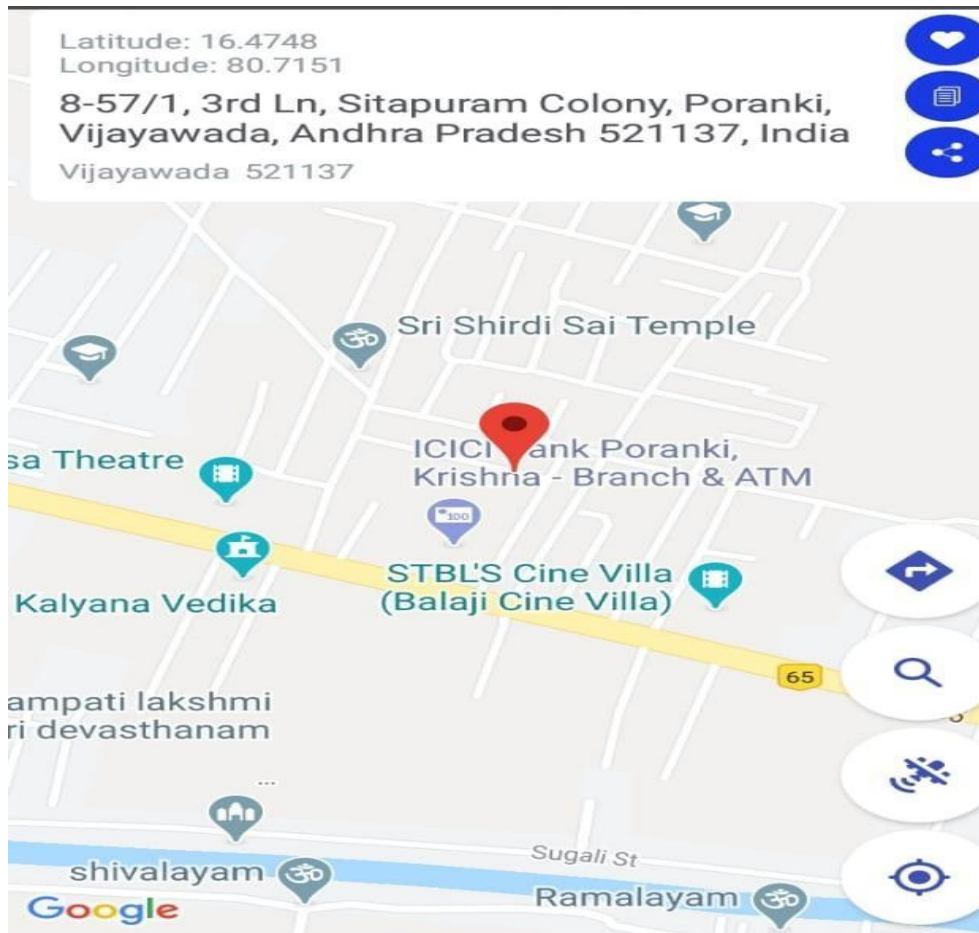 Latitude: 16.4748
Longitude: 80.7151
8-57/1, 3rd Ln, Sitapuram Colony, Poranki,
Vijayawada, Andhra Pradesh 521137, India
Vijayawada 521137
Sri Shirdi Sai Temple
sa Theatre
ICICI ank Poranki,
Krishna - Branch & ATM
100
STBL'S Cine Villa
(Balaji Cine Villa)
Kalyana Vedika
65
ampati lakshmi
ri devasthanam
...
Sugali St
shivalayam
Ramalayam
Google